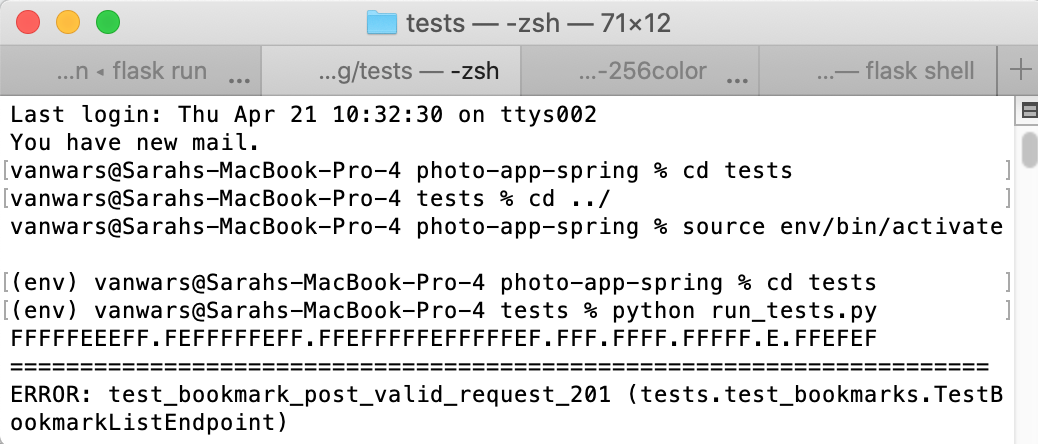 tests — -zsh — 71×12
...n ◂ flask run ...
...g/tests — -zsh
...-256color ...
...— flask shell
Last login: Thu Apr 21 10:32:30 on ttys002
You have new mail.
[vanwars@Sarahs-MacBook-Pro-4 photo-app-spring % cd tests ]
[vanwars@Sarahs-MacBook-Pro-4 tests % cd ../ ]
vanwars@Sarahs-MacBook-Pro-4 photo-app-spring % source env/bin/activate
[(env) vanwars@Sarahs-MacBook-Pro-4 photo-app-spring % cd tests ]
[(env) vanwars@Sarahs-MacBook-Pro-4 tests % python run_tests.py ]
FFFFFEEEFF.FEFFFFFEFF.FFEFFFFFEFFFFFEF.FFF.FFFF.FFFFF.E.FFEFEF
======================================================================
ERROR: test_bookmark_post_valid_request_201 (tests.test_bookmarks.TestB
ookmarkListEndpoint)